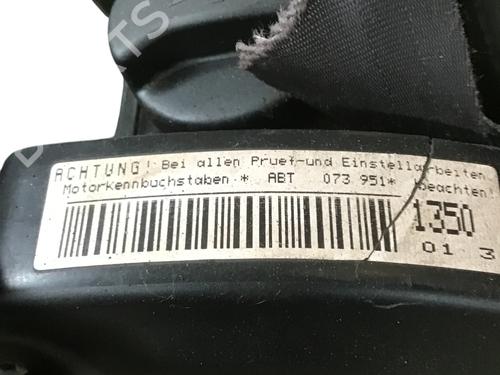 ACHTUNG! Bei allen Pruef-und Einstellarbeiten
Motorkennbuchstaben * ABT 073 951* beachten!
1350
01 3